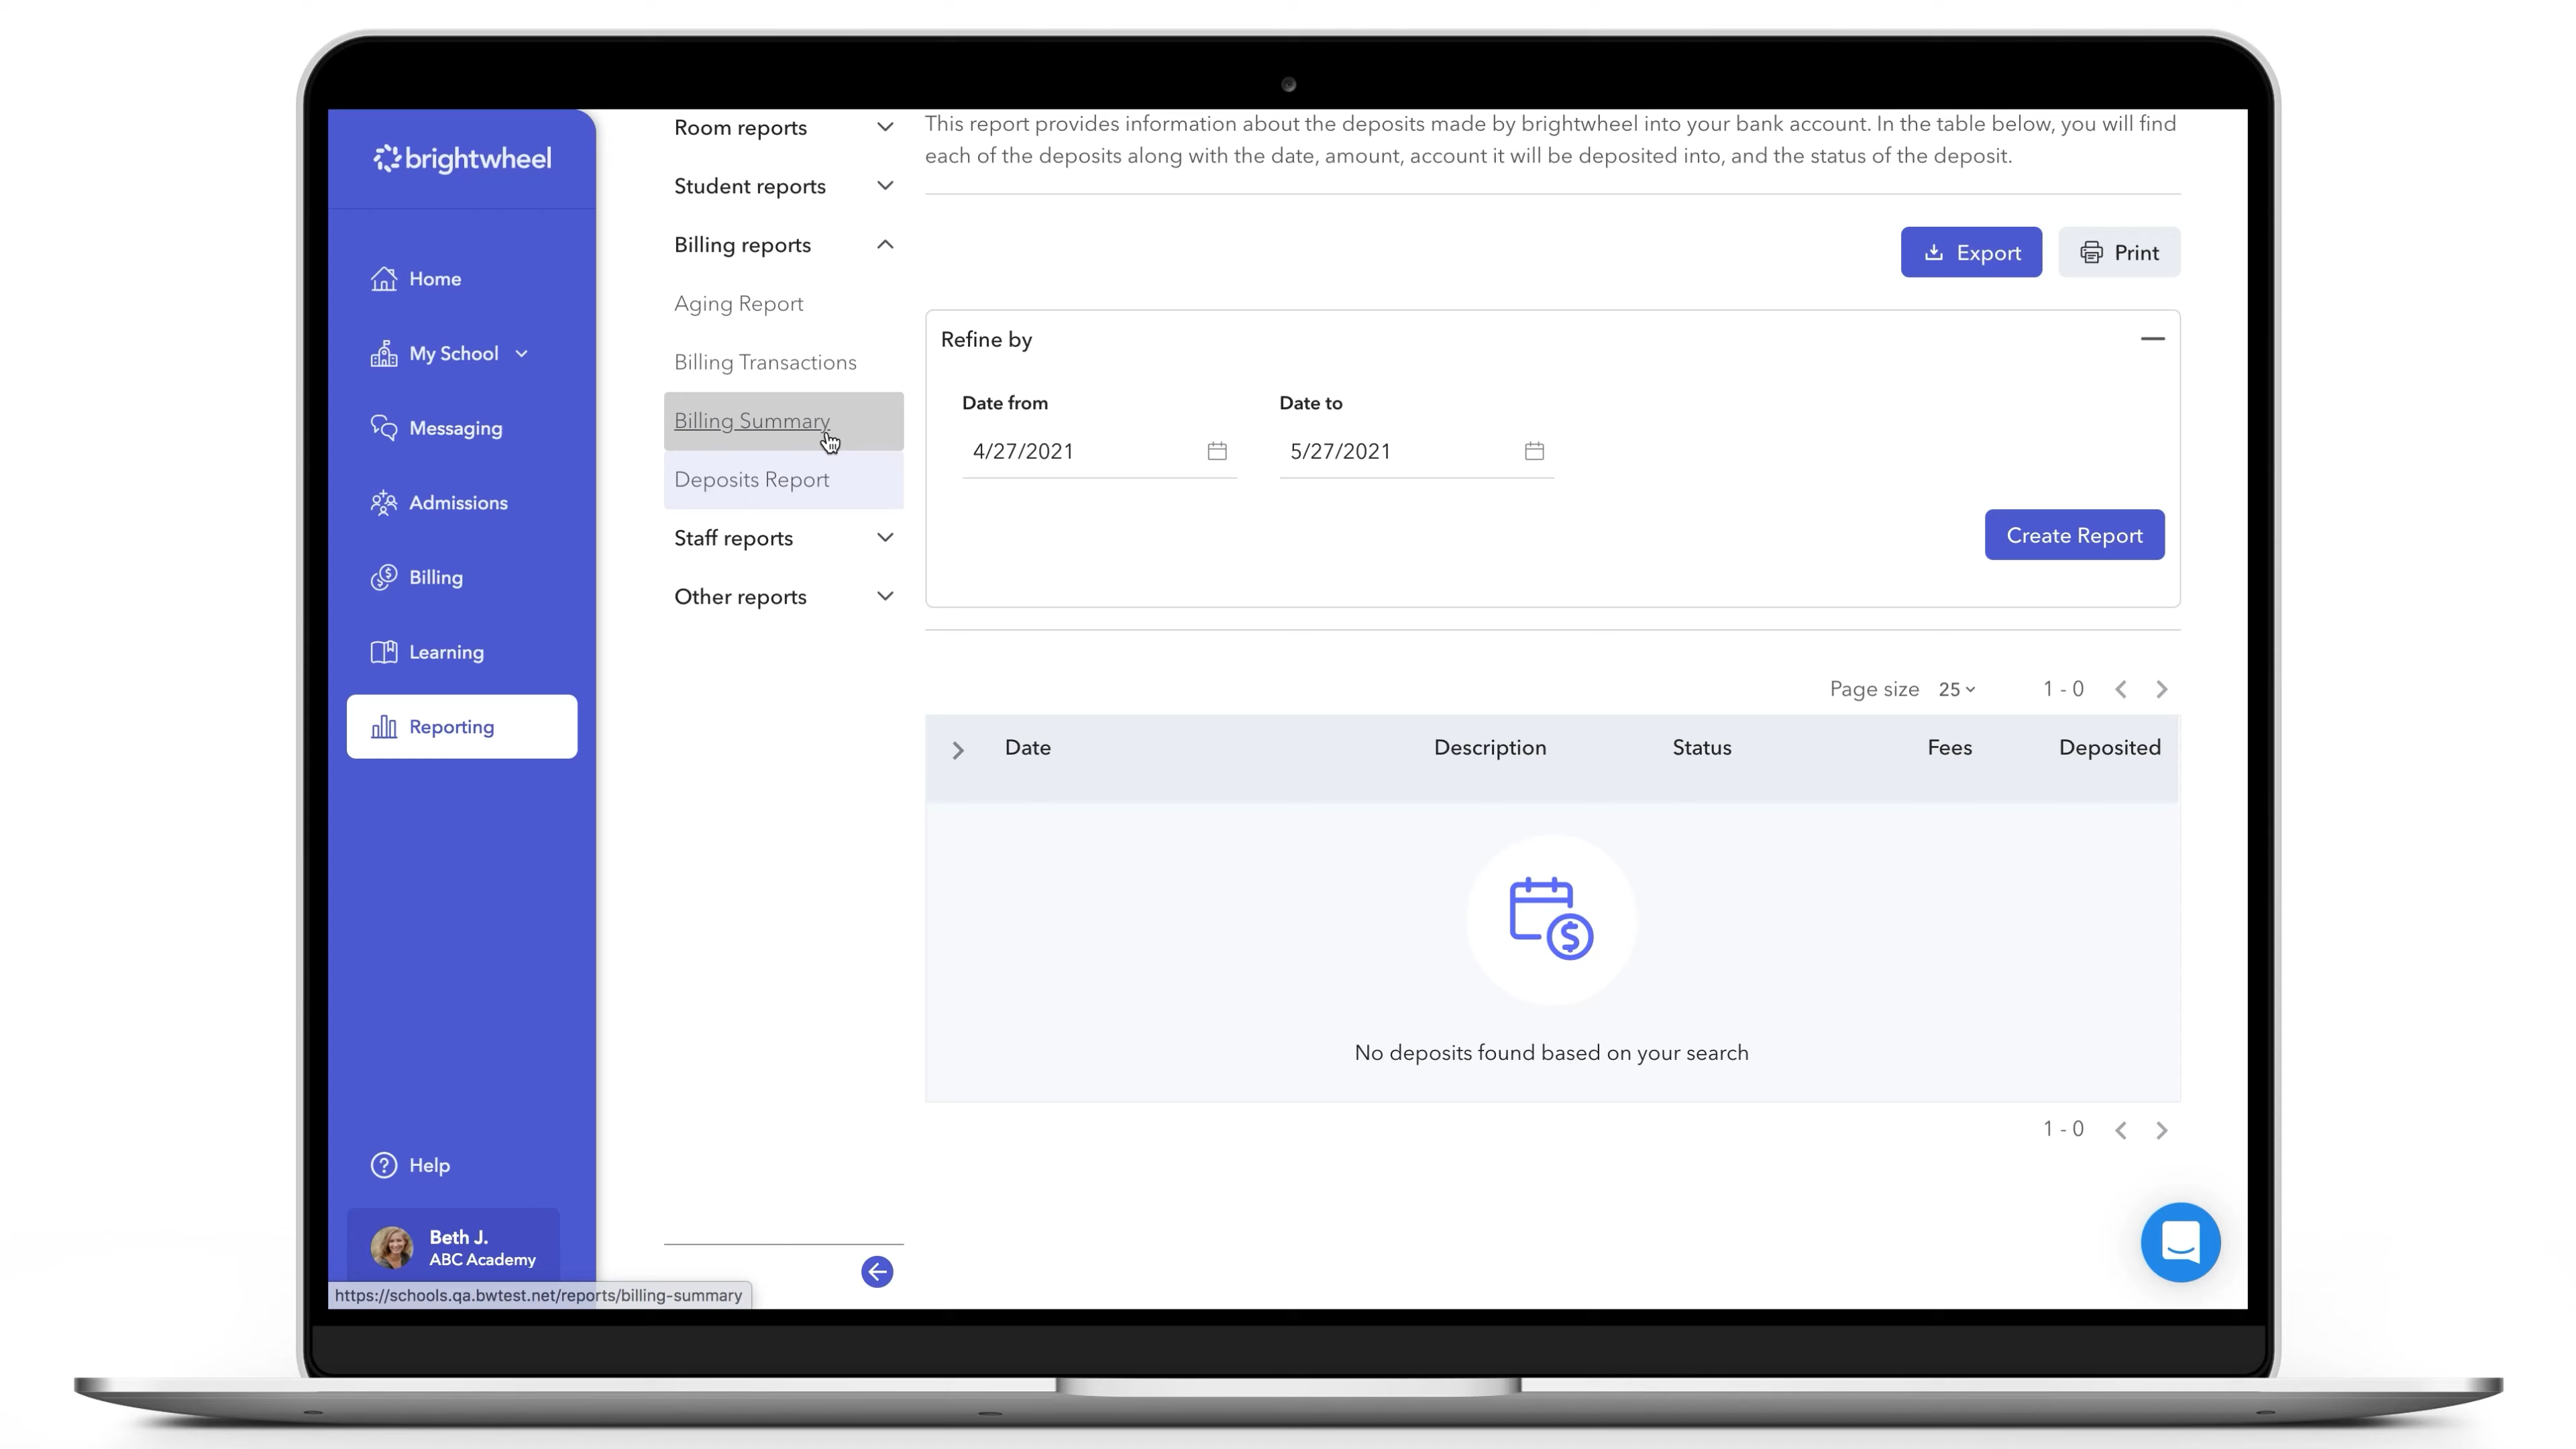 brightwheel
Home
My School
Messaging
Admissions
Billing
Learning
Reporting
Help
Beth J.
ABC Academy
https://schools.qa.bwtest.net/reports/billing-summary
Room reports
Student reports
Billing reports
Aging Report
Billing Transactions
Billing Summary
Deposits Report
Staff reports
Other reports
This report provides information about the deposits made by brightwheel into your bank account. In the table below, you will find
each of the deposits along with the date, amount, account it will be deposited into, and the status of the deposit.
Export Print
Refine by
Date from Date to
4/27/2021 5/27/2021
Create Report
Page size 25 1 - 0
Date Description Status Fees Deposited
No deposits found based on your search
1 - 0